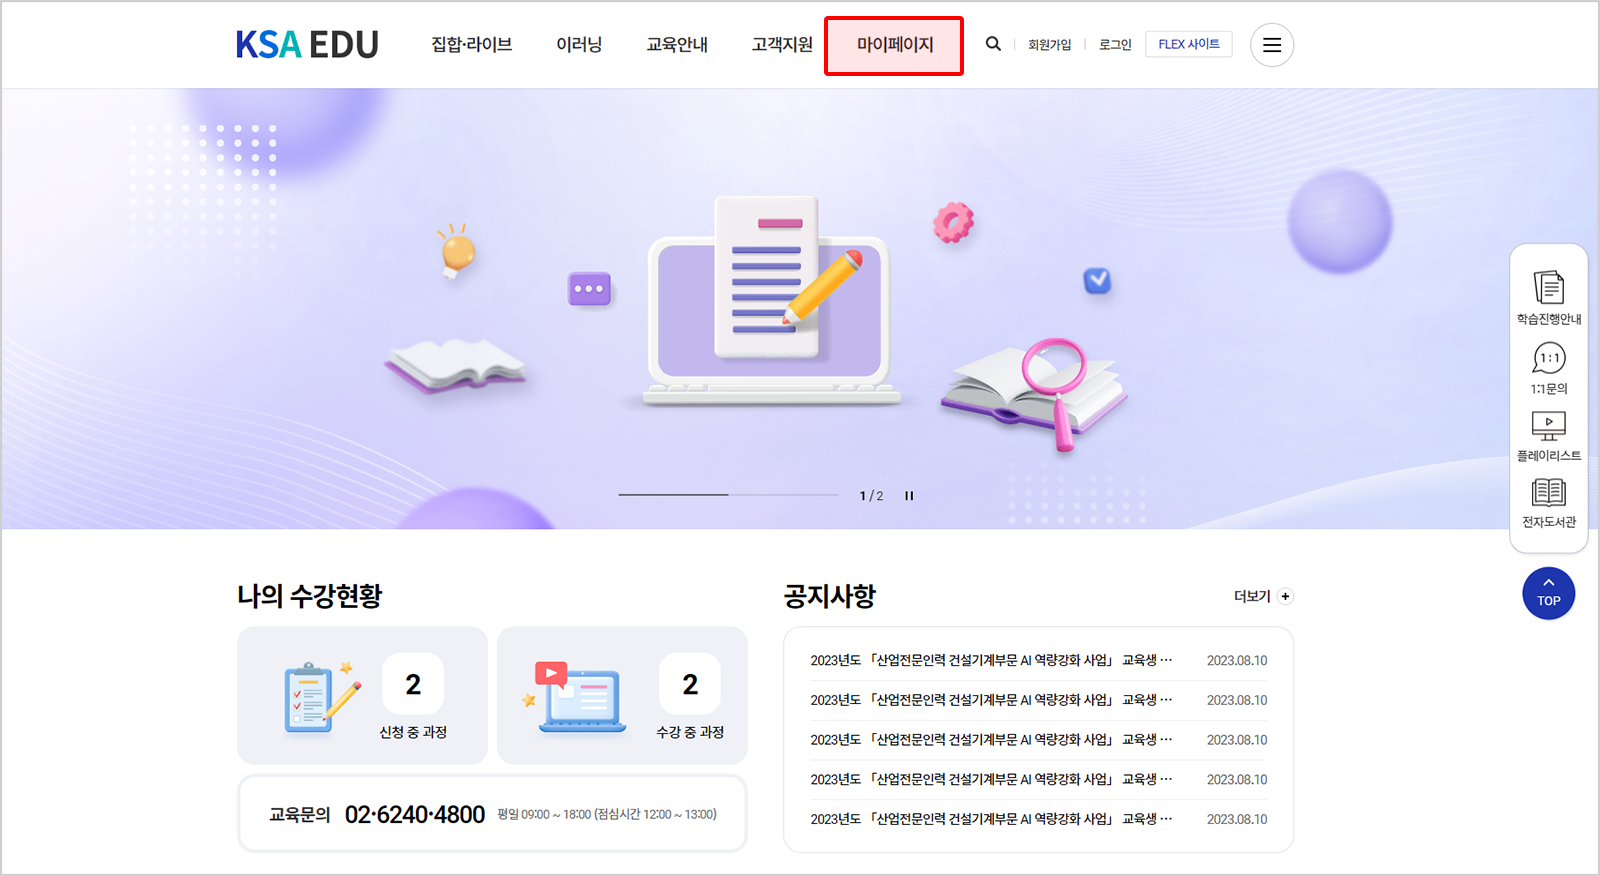 KSA EDU
집합·라이브
이러닝
교육안내
고객지원
마이페이지
회원가입
로그인
FLEX 사이트
학습진행안내
1:1
1:1문의
플레이리스트
전자도서관
TOP
1 / 2
나의 수강현황
2
신청 중 과정
2
수강 중 과정
교육문의 02·6240·4800 평일 09:00 ~ 18:00 (점심시간 12:00 ~ 13:00)
공지사항
더보기
2023년도 「산업전문인력 건설기계부문 AI 역량강화 사업」 교육생 ··· 2023.08.10
2023년도 「산업전문인력 건설기계부문 AI 역량강화 사업」 교육생 ··· 2023.08.10
2023년도 「산업전문인력 건설기계부문 AI 역량강화 사업」 교육생 ··· 2023.08.10
2023년도 「산업전문인력 건설기계부문 AI 역량강화 사업」 교육생 ··· 2023.08.10
2023년도 「산업전문인력 건설기계부문 AI 역량강화 사업」 교육생 ··· 2023.08.10